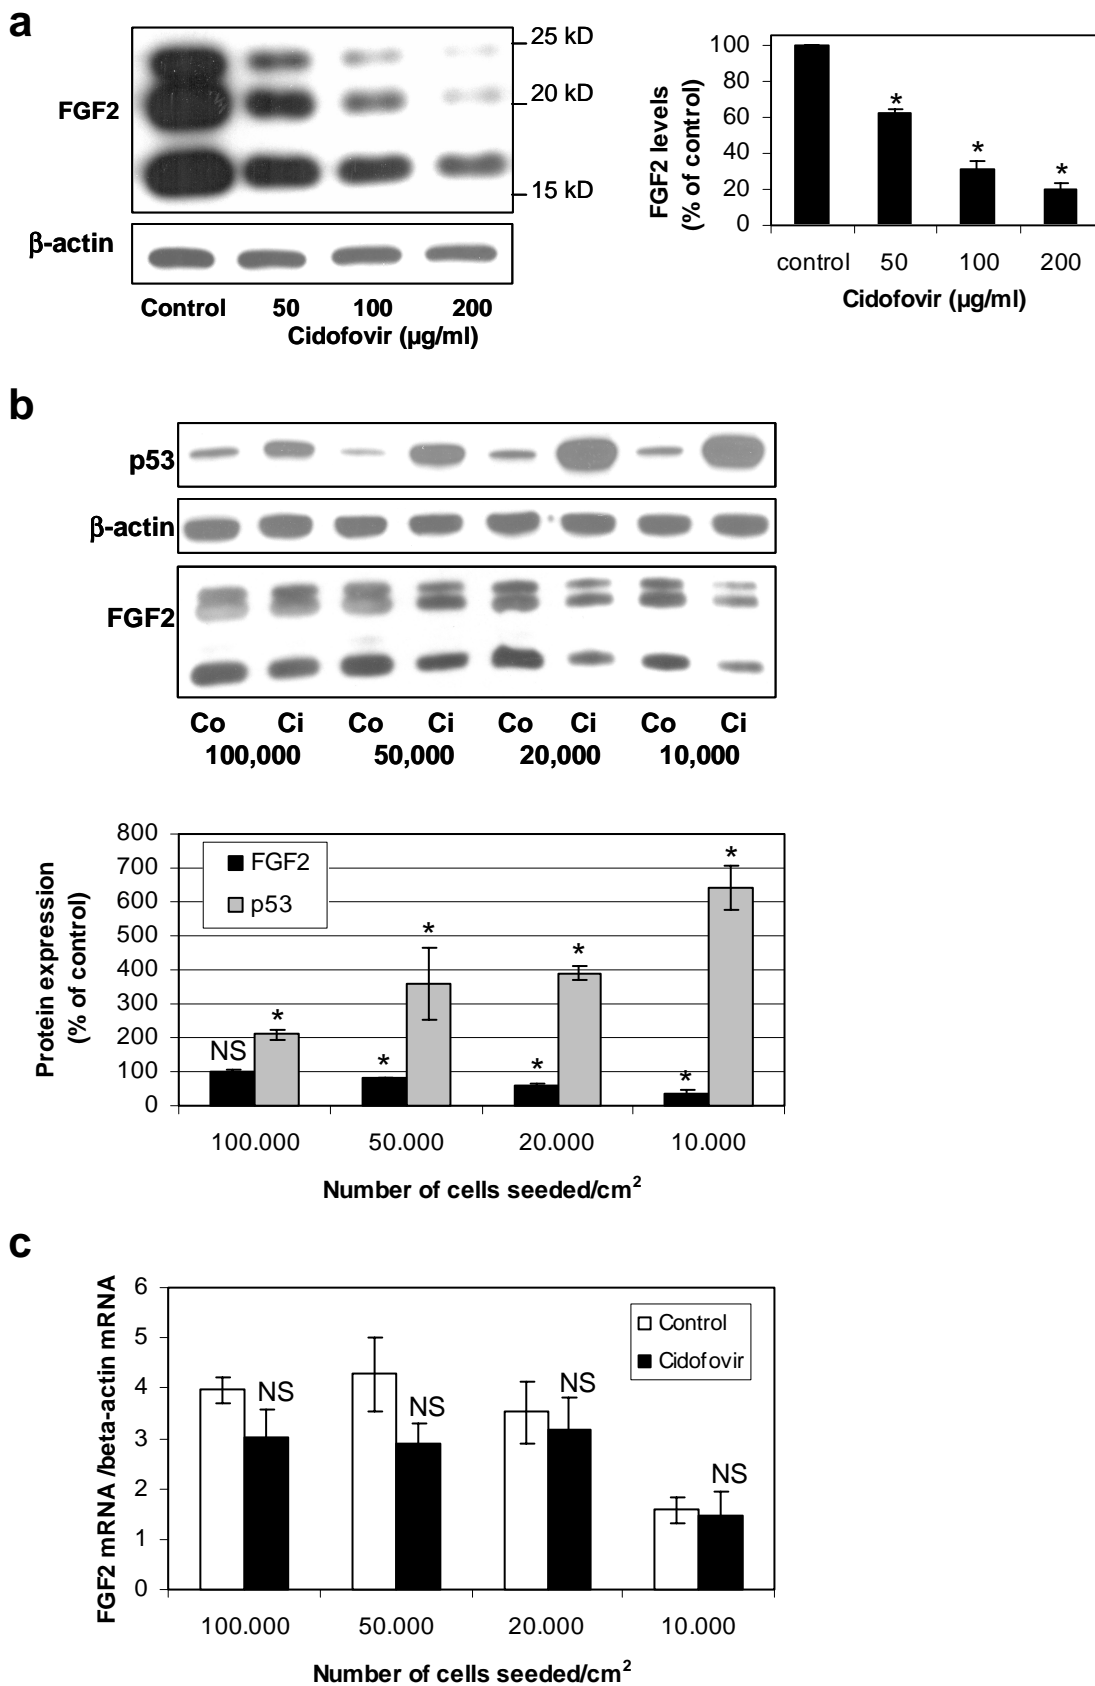 a
25 kD
20 kD
15 kD
FGF2
β-actin
Control 50 100 200
Cidofovir (µg/ml)
FGF2 levels
(% of control)
100
80
60
40
20
0
*
*
*
control 50 100 200
Cidofovir (µg/ml)
b
p53
β-actin
FGF2
Co Ci Co Ci Co Ci Co Ci
100,000 50,000 20,000 10,000
Protein expression
(% of control)
800
700
600
500
400
300
200
100
0
FGF2
p53
NS * * * * * * *
100.000 50.000 20.000 10.000
Number of cells seeded/cm²
c
FGF2 mRNA /beta-actin mRNA
6
5
4
3
2
1
0
Control
Cidofovir
NS NS NS NS
100.000 50.000 20.000 10.000
Number of cells seeded/cm²